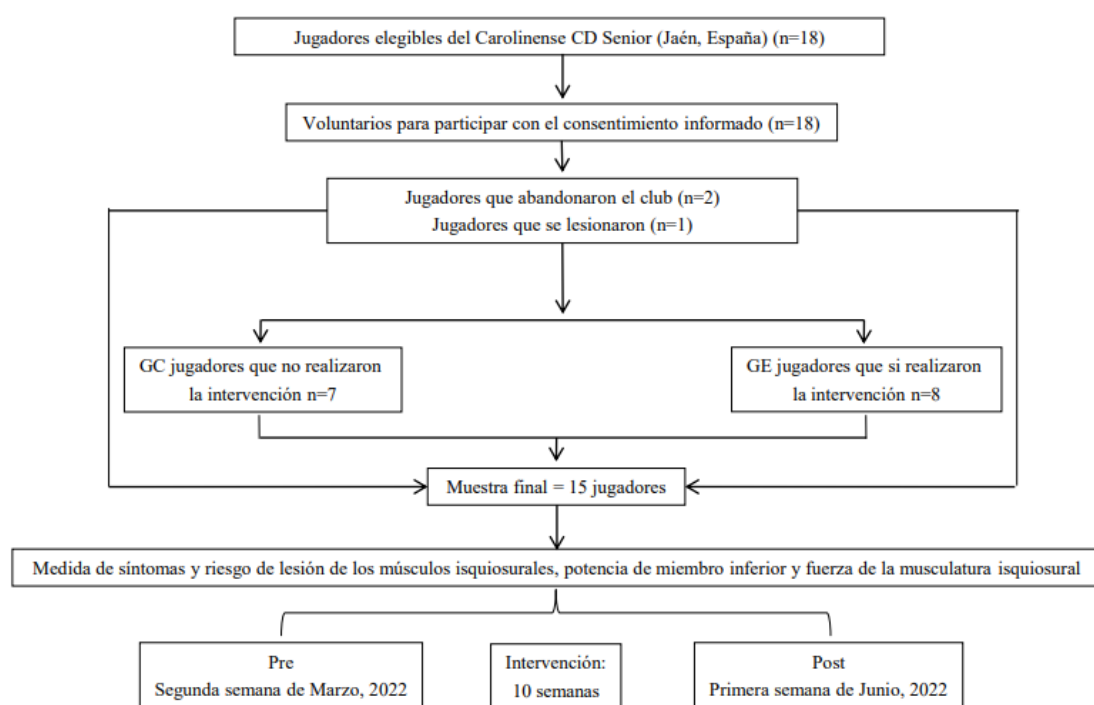 Jugadores elegibles del Carolinense CD Senior (Jaén, España) (n=18)
Voluntarios para participar con el consentimiento informado (n=18)
Jugadores que abandonaron el club (n=2)
Jugadores que se lesionaron (n=1)
GC jugadores que no realizaron
la intervención n=7
GE jugadores que si realizaron
la intervención n=8
Muestra final = 15 jugadores
Medida de síntomas y riesgo de lesión de los músculos isquiosurales, potencia de miembro inferior y fuerza de la musculatura isquiosural
Pre
Segunda semana de Marzo, 2022
Intervención:
10 semanas
Post
Primera semana de Junio, 2022